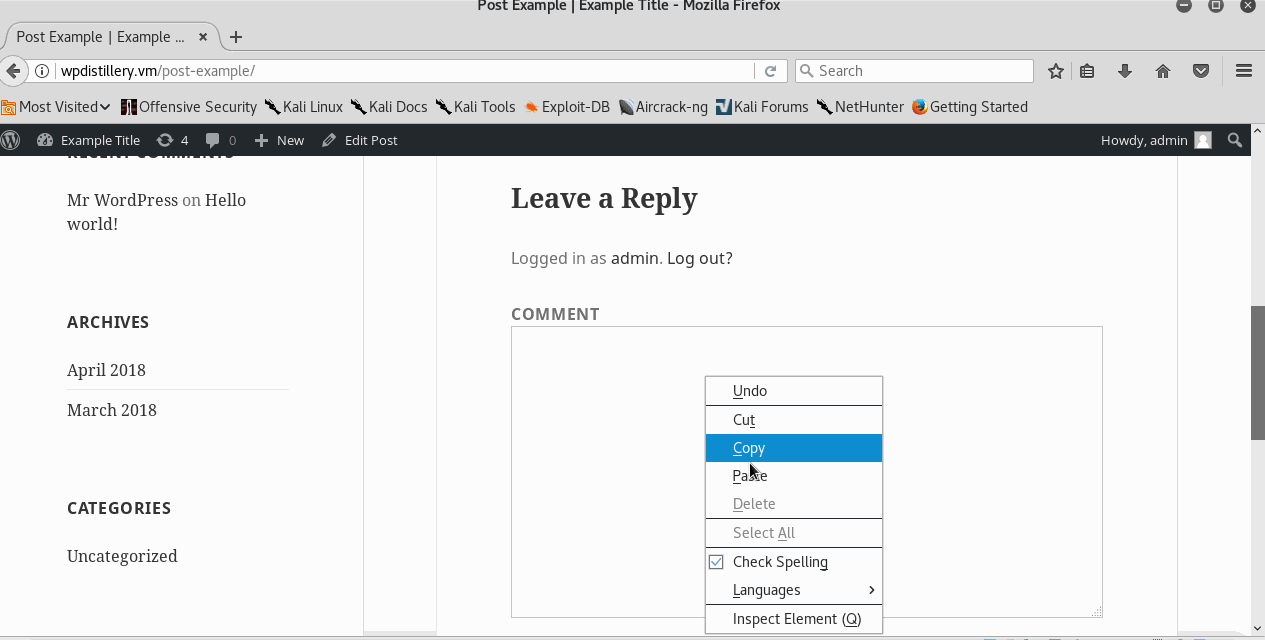 Post Example | Example Title - Mozilla Firefox
Post Example | Example ...
wpdistillery.vm/post-example/
Search
Most Visited
Offensive Security
Kali Linux
Kali Docs
Kali Tools
Exploit-DB
Aircrack-ng
Kali Forums
NetHunter
Getting Started
Example Title
4
0
New
Edit Post
Howdy, admin
RECENT COMMENTS
Mr WordPress on Hello
world!
ARCHIVES
April 2018
March 2018
CATEGORIES
Uncategorized
Leave a Reply
Logged in as admin. Log out?
COMMENT
Undo
Cut
Copy
Paste
Delete
Select All
Check Spelling
Languages
Inspect Element (Q)